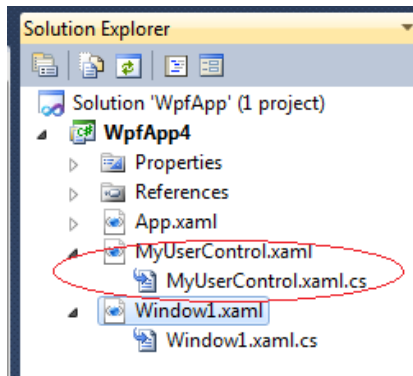 Solution Explorer
Solution 'WpfApp' (1 project)
WpfApp4
Properties
References
App.xaml
MyUserControl.xaml
MyUserControl.xaml.cs
Window1.xaml
Window1.xaml.cs